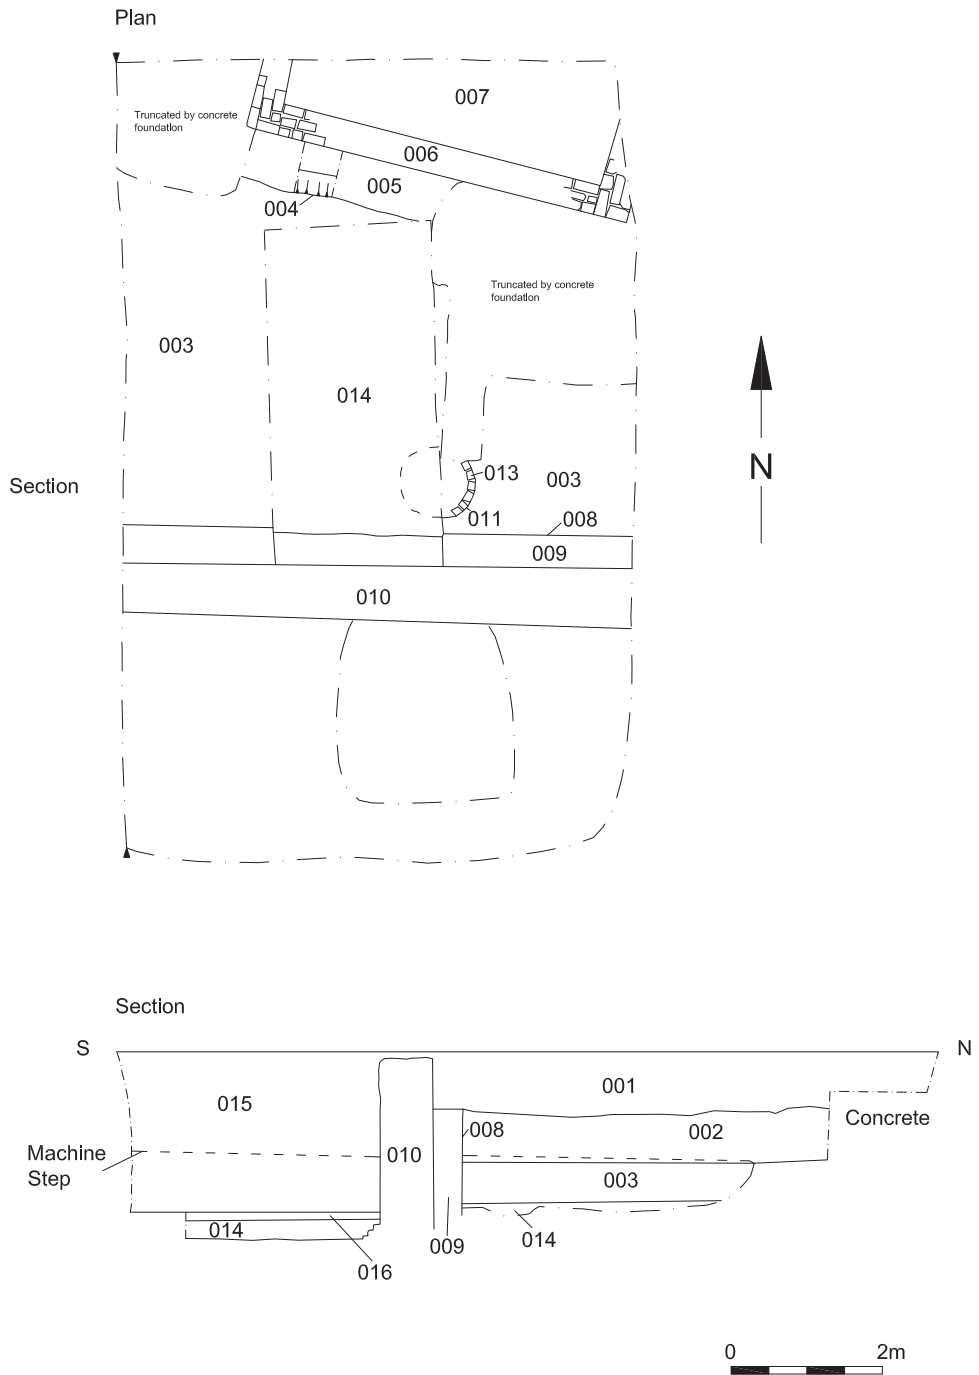 Plan
007
Truncated by concrete
foundation
006
005
004
Truncated by concrete
foundation
003
014
N
Section
013
003
011
008
009
010
Section
S
N
001
015
Concrete
008
002
Machine
Step
010
003
014
009
014
016
0
2m